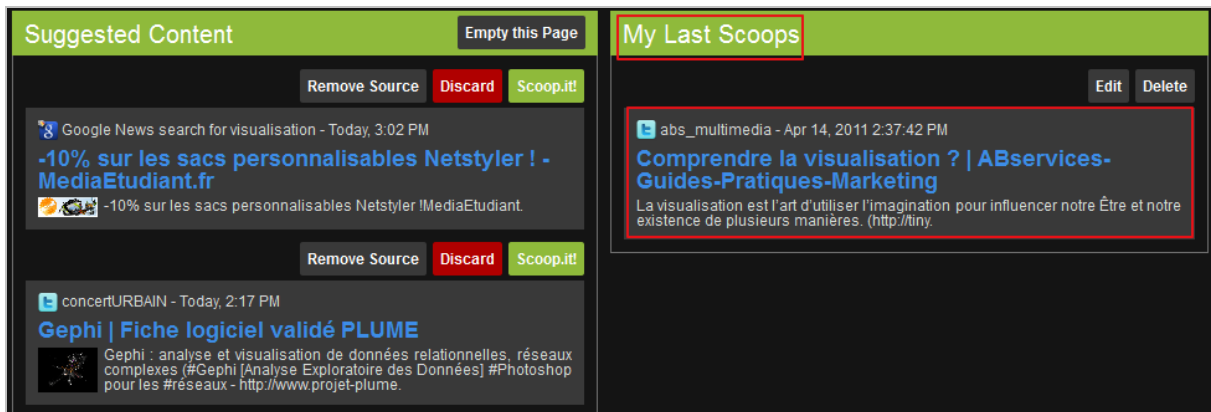 Suggested Content
Empty this Page
Remove Source
Discard
Scoop.it!
Google News search for visualisation - Today, 3:02 PM
-10% sur les sacs personnalisables Netstyler ! -
MediaEtudiant.fr
-10% sur les sacs personnalisables Netstyler !MediaEtudiant.
Remove Source
Discard
Scoop.it!
concertURBAIN - Today, 2:17 PM
Gephi | Fiche logiciel validé PLUME
Gephi : analyse et visualisation de données relationnelles, réseaux
complexes (#Gephi [Analyse Exploratoire des Données] #Photoshop
pour les #réseaux - http://www.projet-plume.
My Last Scoops
Edit
Delete
abs_multimedia - Apr 14, 2011 2:37:42 PM
Comprendre la visualisation ? | ABservices-
Guides-Pratiques-Marketing
La visualisation est l'art d'utiliser l'imagination pour influencer notre Être et notre
existence de plusieurs manières. (http://tiny.